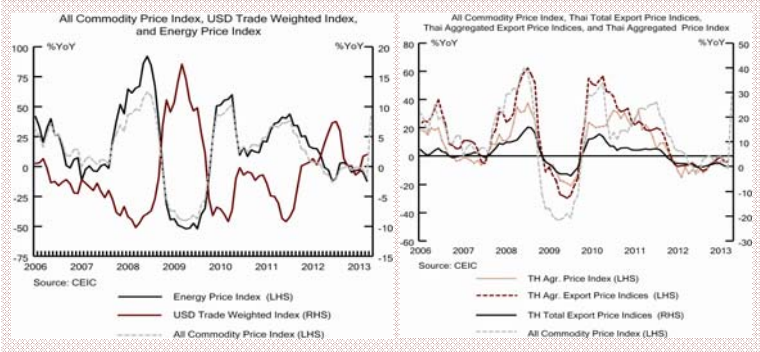 All Commodity Price Index, USD Trade Weighted Index,
and Energy Price Index
%YoY %YoY
100 20
75 15
50 10
25 5
0 0
-25 -5
-50 -10
-75 -15
2006 2007 2008 2009 2010 2011 2012 2013
Source: CEIC
Energy Price Index (LHS)
USD Trade Weighted Index (RHS)
All Commodity Price Index (LHS)
All Commodity Price Index, Thai Total Export Price Indices,
Thai Aggregated Export Price Indices, and Thai Aggregated Price Index
%YoY %YoY
80 50
60 40
40 30
20 20
0 10
-20 0
-40 -10
-60 -20
-30
2006 2007 2008 2009 2010 2011 2012 2013
Source: CEIC
TH Agr. Price Index (LHS)
TH Agr. Export Price Indices (LHS)
TH Total Export Price Indices (RHS)
All Commodity Price Index (LHS)